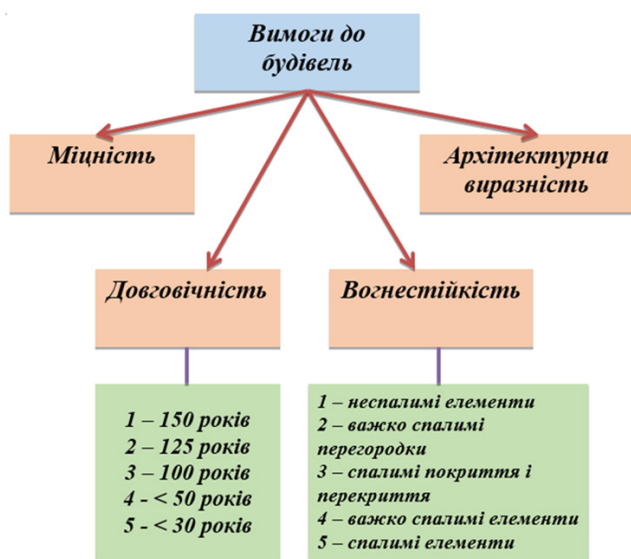 Вимоги до
будівель
Міцність
Архітектурна
виразність
Довговічність
Вогнестійкість
1 – 150 років
2 – 125 років
3 – 100 років
4 - < 50 років
5 - < 30 років
1 – неспалимі елементи
2 – важко спалимі
перегородки
3 – спалимі покриття і
перекриття
4 – важко спалимі елементи
5 – спалимі елементи